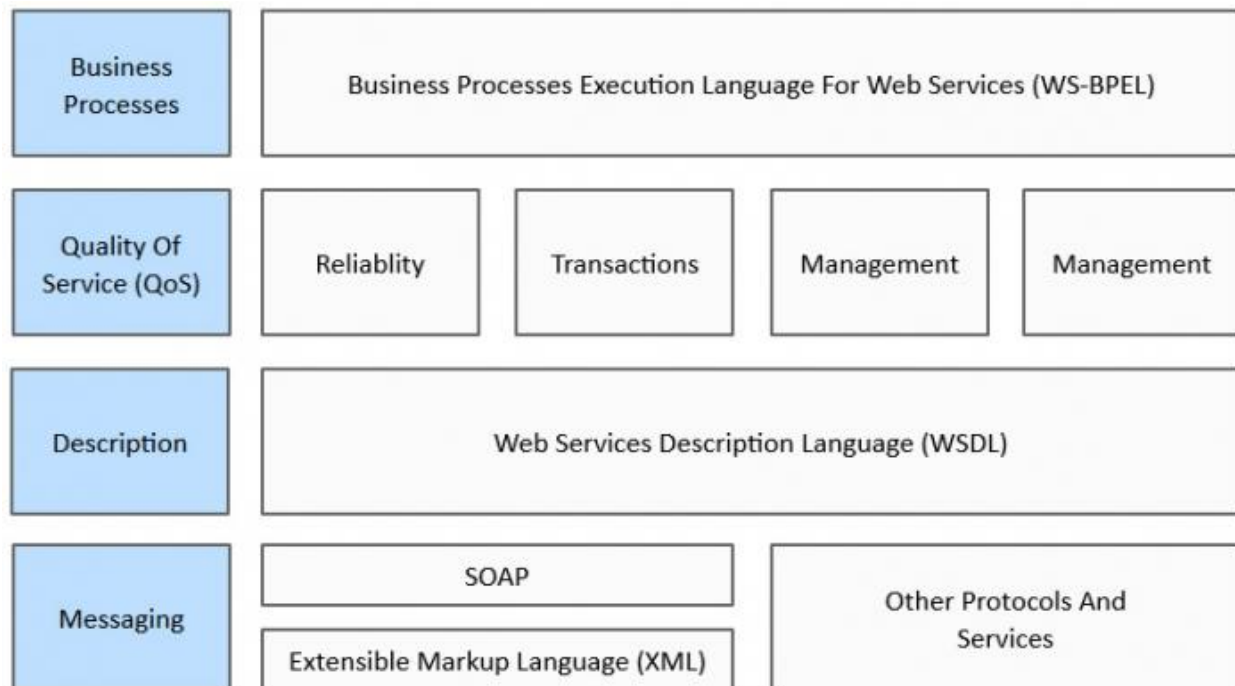 Business
Processes
Business Processes Execution Language For Web Services (WS-BPEL)
Quality Of
Service (QoS)
Reliablity
Transactions
Management
Management
Description
Web Services Description Language (WSDL)
Messaging
SOAP
Extensible Markup Language (XML)
Other Protocols And
Services